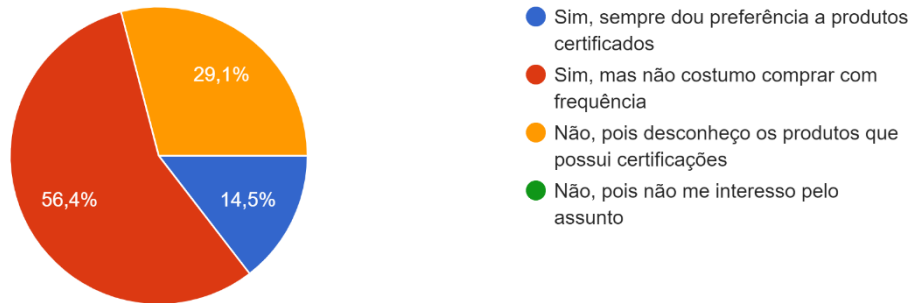 29,1%
56,4%
14,5%
Sim, sempre dou preferência a produtos
certificados
Sim, mas não costumo comprar com
frequência
Não, pois desconheço os produtos que
possui certificações
Não, pois não me interesso pelo
assunto